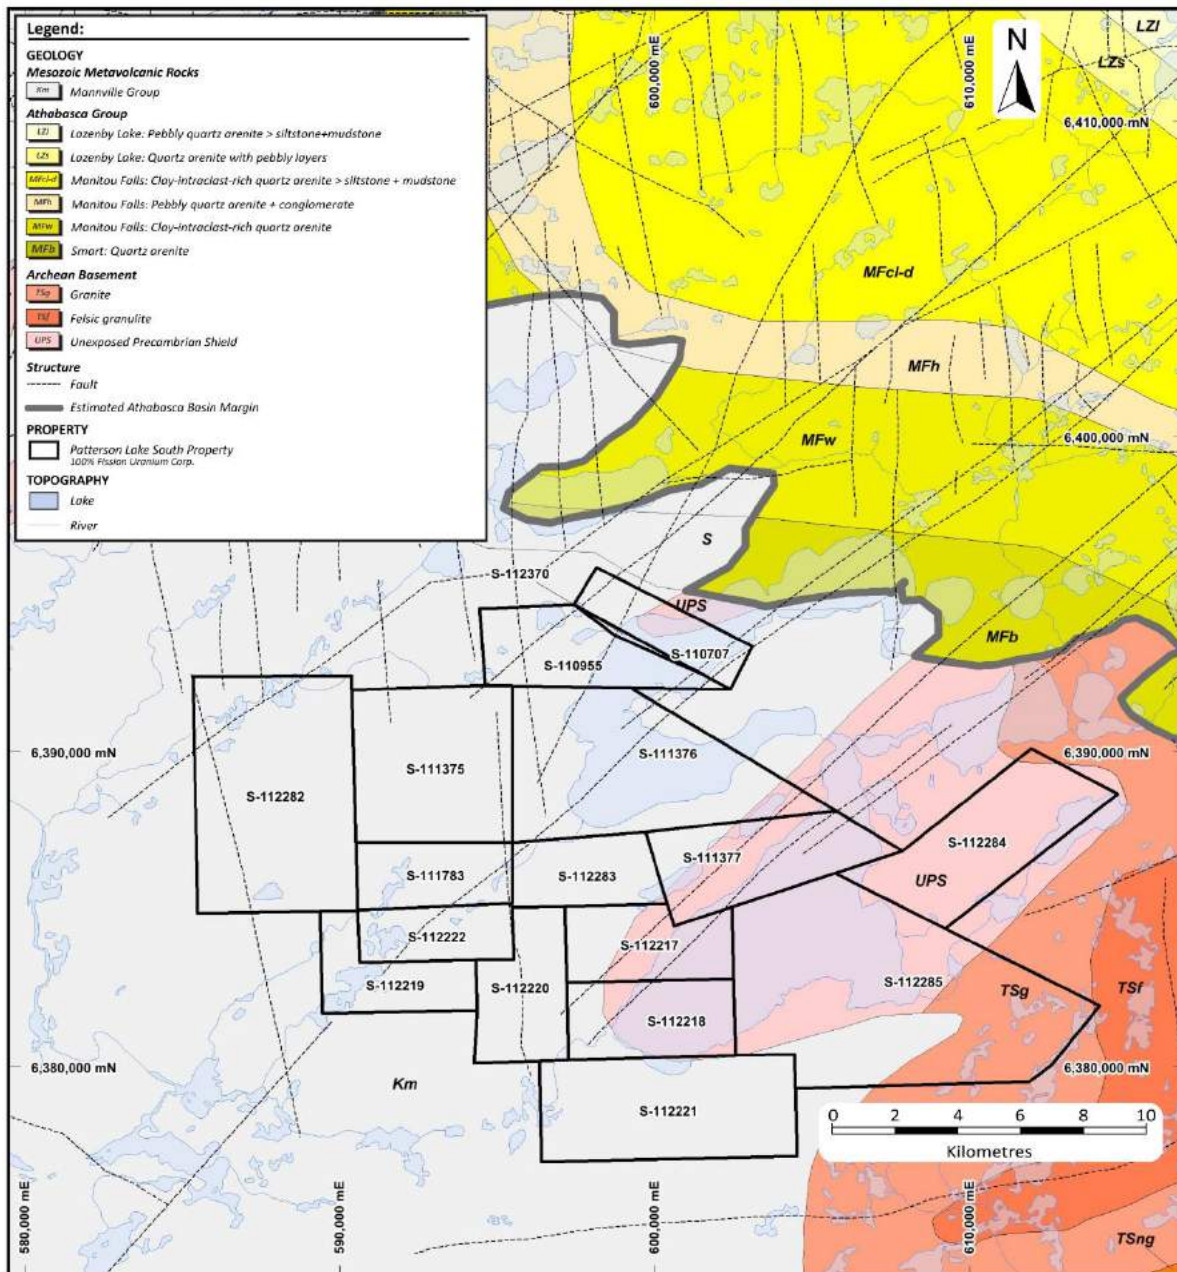 Legend:
GEOLOGY
Mesozoic Metavolcanic Rocks
Km Mannville Group
Athabasca Group
LZl Lazenby Lake: Pebbly quartz arenite > siltstone+mudstone
LZs Lazenby Lake: Quartz arenite with pebbly layers
MFcl-d Manitou Falls: Clay-intraclast-rich quartz arenite > siltstone + mudstone
MFh Manitou Falls: Pebbly quartz arenite + conglomerate
MFw Manitou Falls: Clay-intraclast-rich quartz arenite
MFb Smart: Quartz arenite
Archean Basement
TSg Granite
TSf Felsic granulite
UPS Unexposed Precambrian Shield
Structure
Fault
Estimated Athabasca Basin Margin
PROPERTY
Patterson Lake South Property
100% Fission Uranium Corp.
TOPOGRAPHY
Lake
River
600,000 mE
610,000 mE
N
LZl
LZs
6,410,000 mN
MFcl-d
MFh
MFw
6,400,000 mN
S
S-112370
UPS
MFb
S-110707
S-110955
6,390,000 mN
S-111376
6,390,000 mN
S-111375
S-112282
S-112284
S-111377
S-111783
S-112283
UPS
S-112222
S-112217
S-112219
S-112220
S-112285
TSg
TSf
S-112218
6,380,000 mN
6,380,000 mN
Km
S-112221
0 2 4 6 8 10
Kilometres
580,000 mE
590,000 mE
600,000 mE
610,000 mE
TSng